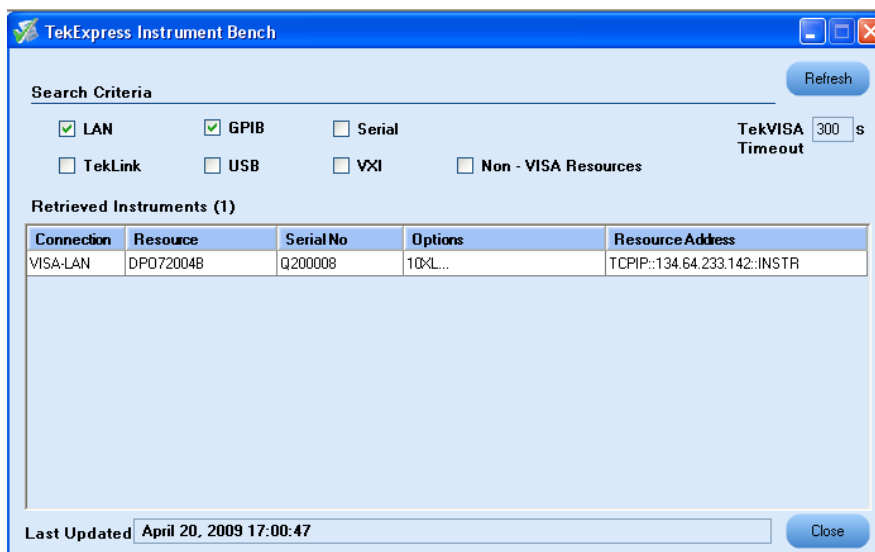 TekExpress Instrument Bench
Refresh
Search Criteria
LAN GPIB Serial
TekVISA Timeout 300 s
TekLink USB VXI Non - VISA Resources
Retrieved Instruments (1)
Connection Resource Serial No Options Resource Address
VISA-LAN DPO72004B Q200008 10XL... TCPIP::134.64.233.142::INSTR
Last Updated April 20, 2009 17:00:47
Close